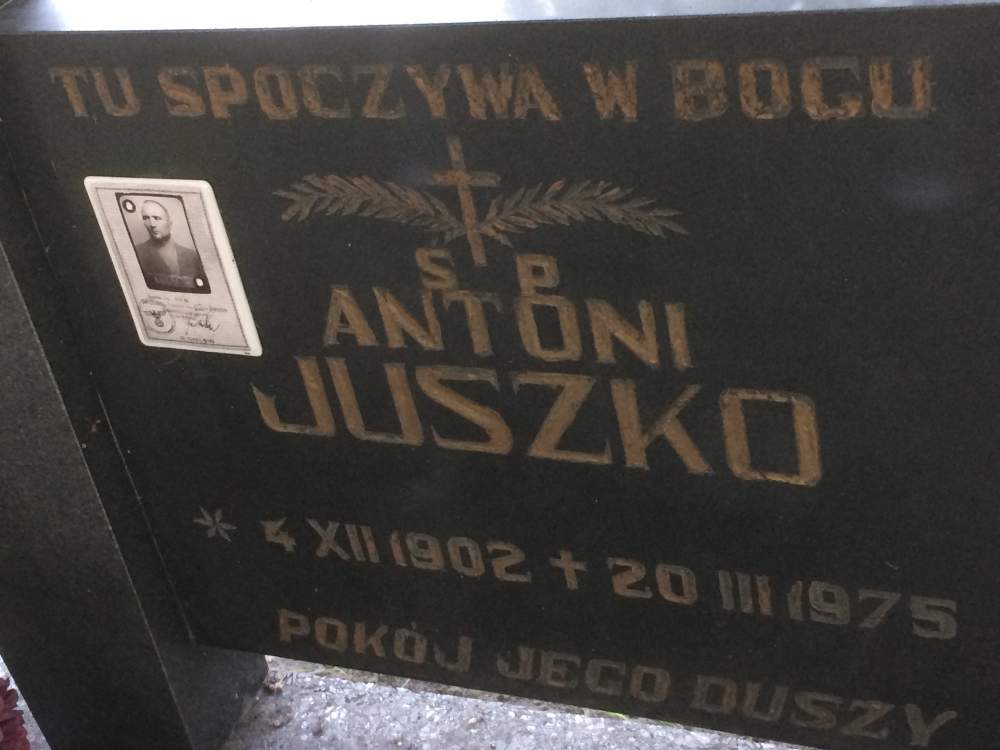 TU SPOCZYWA W BOGU
S P
ANTONI
JUSZKO
* 4 XII 1902 + 20 III 1975
POKÓJ JEGO DUSZY